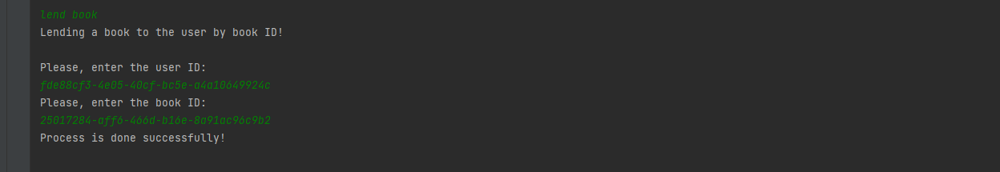 lend book
Lending a book to the user by book ID!
Please, enter the user ID:
fde88cf3-4e05-40cf-bc5e-a4a10649924c
Please, enter the book ID:
25017284-aff6-466d-b16e-8a91ac96c9b2
Process is done successfully!